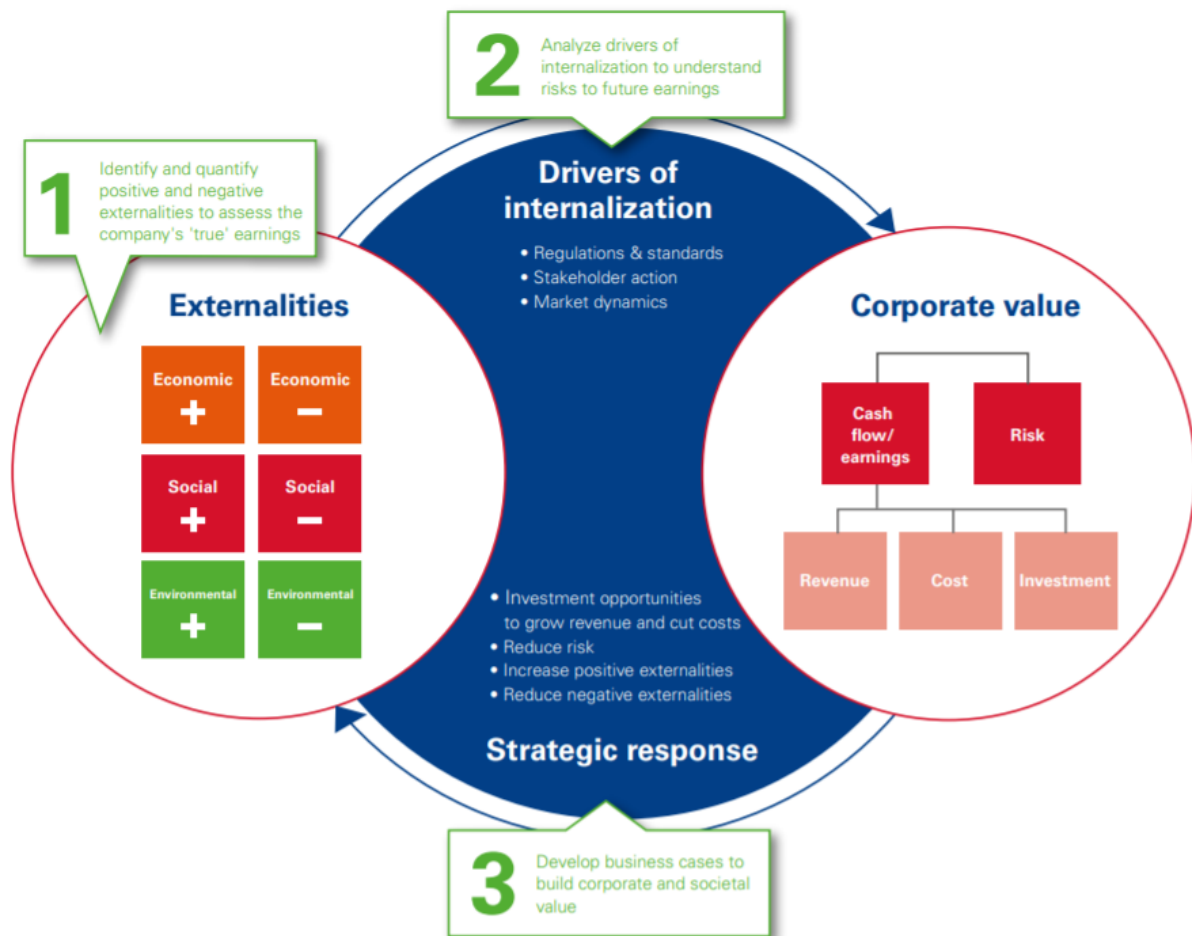 2
Analyze drivers of
internalization to understand
risks to future earnings
1
Identify and quantify
positive and negative
externalities to assess the
company's 'true' earnings
Drivers of
internalization
• Regulations & standards
• Stakeholder action
• Market dynamics
Externalities
Economic
+
Economic
−
Social
+
Social
−
Environmental
+
Environmental
−
Corporate value
Cash
flow/
earnings
Risk
Revenue
Cost
Investment
• Investment opportunities
to grow revenue and cut costs
• Reduce risk
• Increase positive externalities
• Reduce negative externalities
Strategic response
3
Develop business cases to
build corporate and societal
value